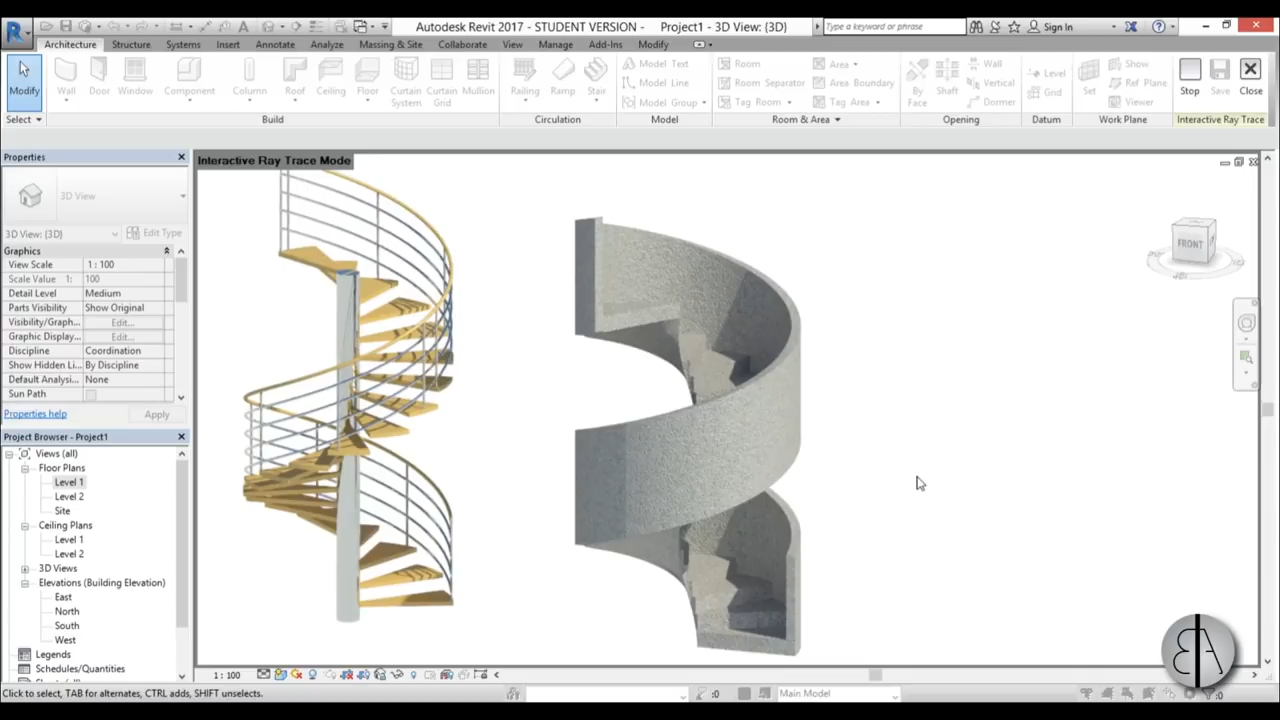 Autodesk Revit 2017 - STUDENT VERSION - Project1 - 3D View: {3D}
Type a keyword or phrase
Sign In
Architecture Structure Systems Insert Annotate Analyze Massing & Site Collaborate View Manage Add-Ins Modify
Modify Wall Door Window Component Column Roof Ceiling Floor Curtain System Curtain Grid Mullion Railing Ramp Stair
Model Text
Model Line
Model Group
Room
Room Separator
Tag Room
Area
Area Boundary
Tag Area
By Face
Shaft
Wall
Vertical
Dormer
Level
Grid
Set
Show
Ref Plane
Viewer
Stop Save Close
Select Build Circulation Model Room & Area Opening Datum Work Plane Interactive Ray Trace
Properties
3D View
3D View: {3D} Edit Type
Graphics
View Scale 1 : 100
Scale Value 1: 100
Detail Level Medium
Parts Visibility Show Original
Visibility/Graph... Edit...
Graphic Display... Edit...
Discipline Coordination
Show Hidden Li... By Discipline
Default Analysi... None
Sun Path
Properties help Apply
Project Browser - Project1
Views (all)
Floor Plans
Level 1
Level 2
Site
Ceiling Plans
Level 1
Level 2
3D Views
Elevations (Building Elevation)
East
North
South
West
Legends
Schedules/Quantities
Interactive Ray Trace Mode
FRONT
1 : 100
Click to select, TAB for alternates, CTRL adds, SHIFT unselects.
:0
Main Model
:0